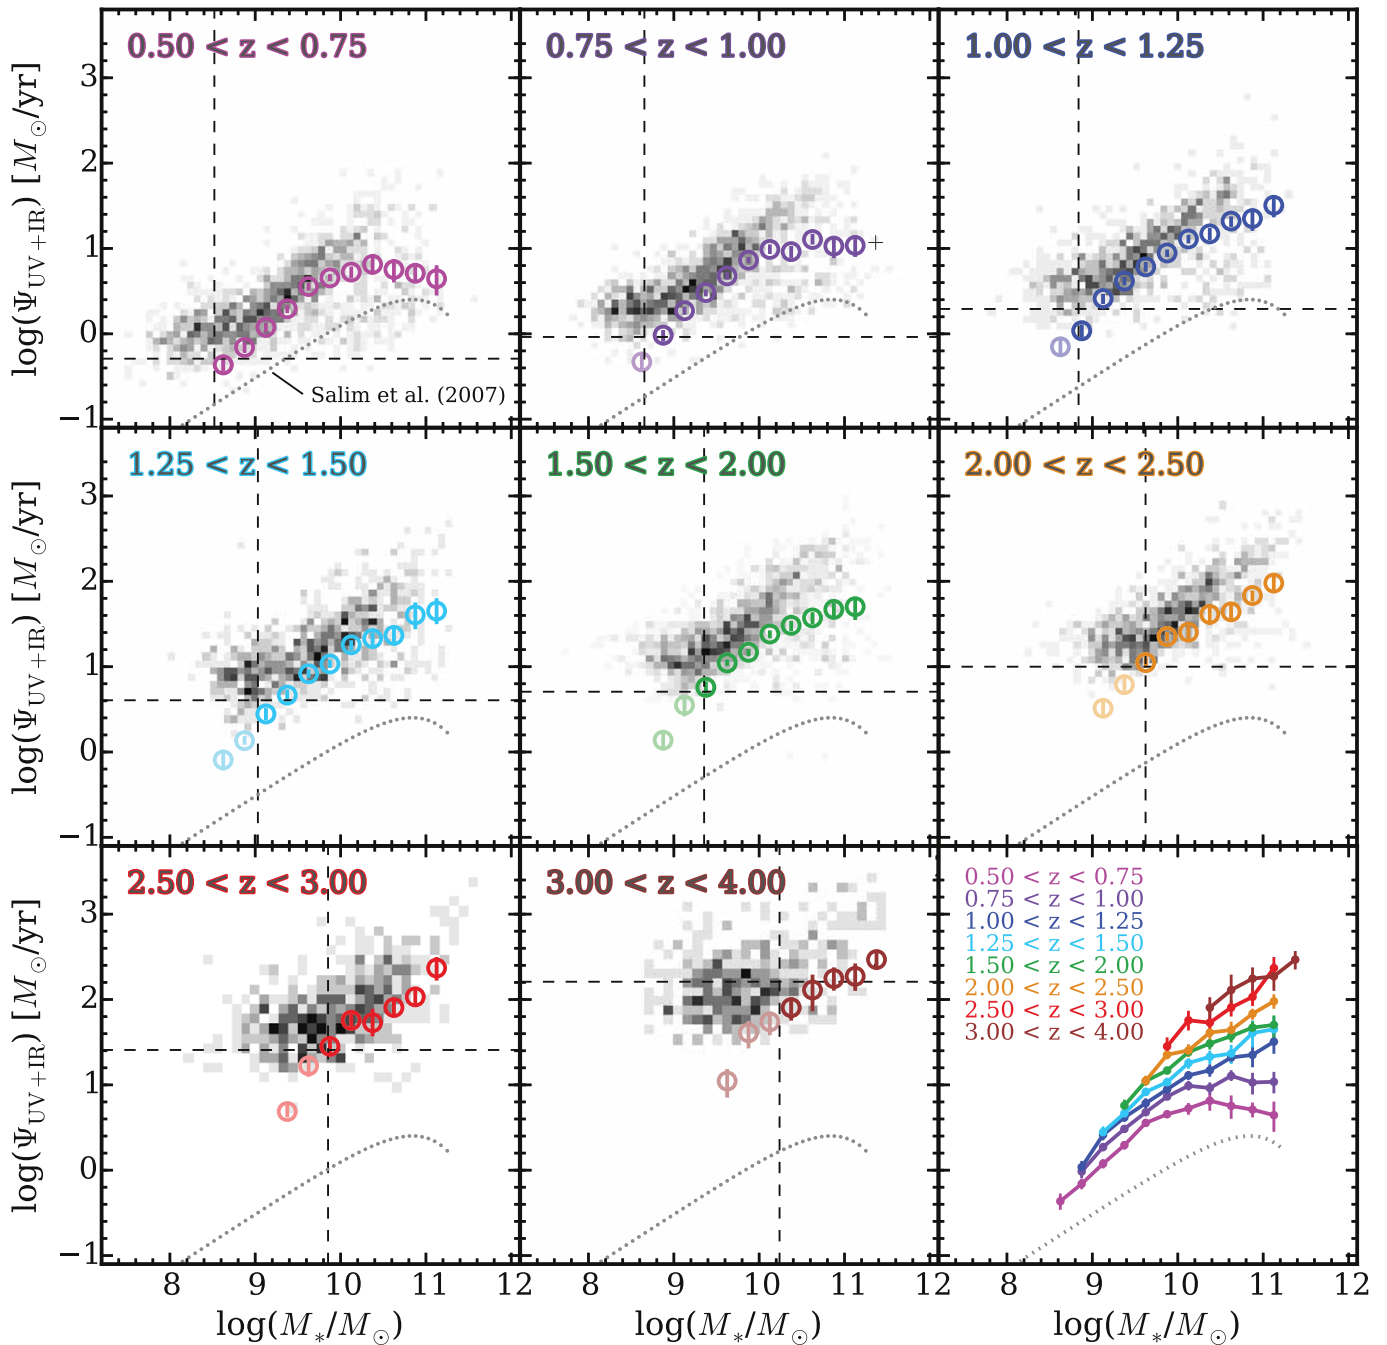 0.50 < z < 0.75
0.75 < z < 1.00
1.00 < z < 1.25
log(Ψ_UV+IR) [M_⊙/yr]
3
2
1
0
−1
Salim et al. (2007)
1.25 < z < 1.50
1.50 < z < 2.00
2.00 < z < 2.50
log(Ψ_UV+IR) [M_⊙/yr]
3
2
1
0
−1
2.50 < z < 3.00
3.00 < z < 4.00
0.50 < z < 0.75
0.75 < z < 1.00
1.00 < z < 1.25
1.25 < z < 1.50
1.50 < z < 2.00
2.00 < z < 2.50
2.50 < z < 3.00
3.00 < z < 4.00
log(Ψ_UV+IR) [M_⊙/yr]
3
2
1
0
−1
8 9 10 11 12 8 9 10 11 12 8 9 10 11 12
log(M_*/M_⊙) log(M_*/M_⊙) log(M_*/M_⊙)